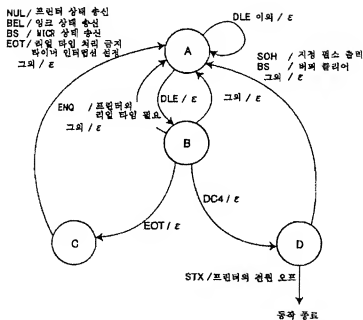 NUL / 프린터 상태 송신
BEL / 잉크 상태 송신
BS / MICR 상태 송신
EOT / 리얼 타임 처리 금지
타이머 인터럽션 설정
그외 / ε
DLE 이외 / ε
A
SOH / 지정 펄스 출력
BS / 버퍼 클리어
그외 / ε
ENQ / 프린터의
리얼 타임 필요
그외 / ε
DLE / ε
그외 / ε
B
EOT / ε
DC4 / ε
C
D
STX / 프린터의 전원 오프
동작 종료